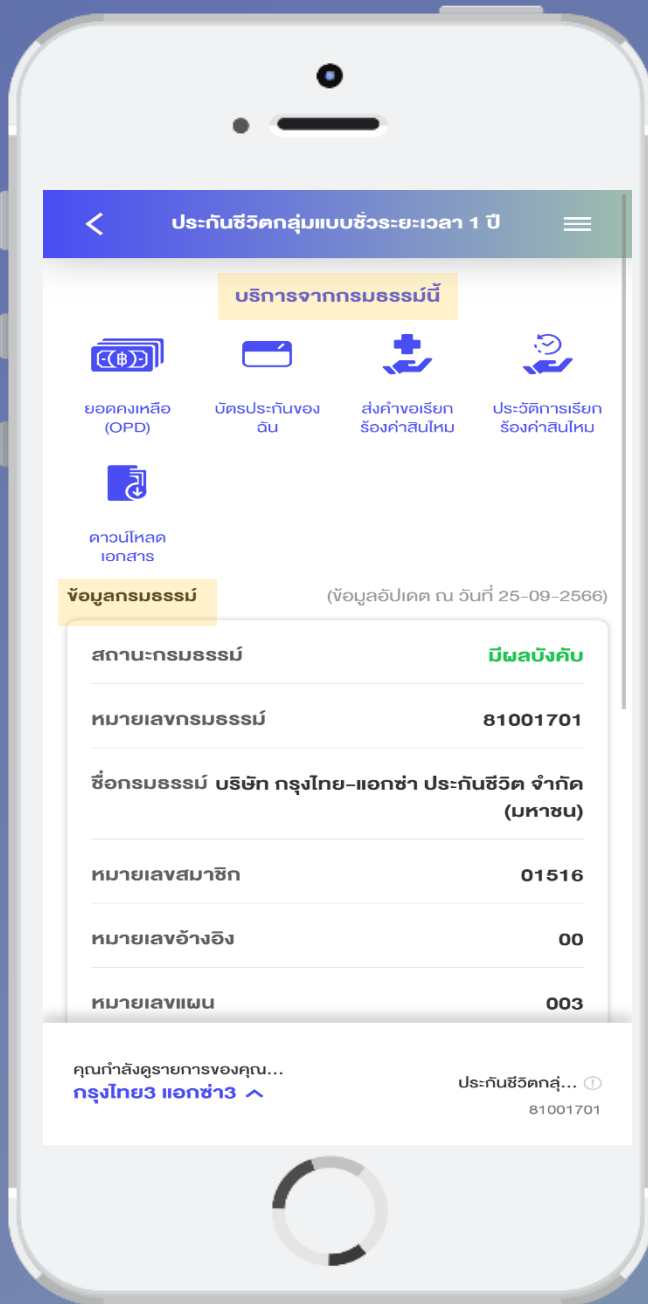 ประกันชีวิตกลุ่มแบบชั่วระยะเวลา 1 ปี
บริการจากกรมธรรม์นี้
ยอดคงเหลือ
(OPD)
บัตรประกันของ
ฉัน
ส่งคำขอเรียก
ร้องค่าสินไหม
ประวัติการเรียก
ร้องค่าสินไหม
ดาวน์โหลด
เอกสาร
ข้อมูลกรมธรรม์ (ข้อมูลอัปเดต ณ วันที่ 25-09-2566)
สถานะกรมธรรม์ มีผลบังคับ
หมายเลขกรมธรรม์ 81001701
ชื่อกรมธรรม์ บริษัท กรุงไทย-แอกซ่า ประกันชีวิต จำกัด
(มหาชน)
หมายเลขสมาชิก 01516
หมายเลขอ้างอิง 00
หมายเลขแผน 003
คุณกำลังดูรายการของคุณ...
กรุงไทย3 แอกซ่า3
ประกันชีวิตกลุ่...
81001701